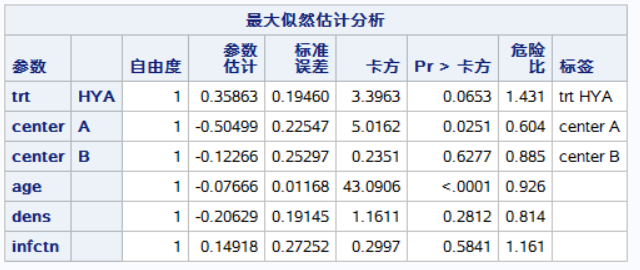 最大似然估计分析
参数 自由度 参数估计 标准误差 卡方 Pr > 卡方 危险比 标签
trt HYA 1 0.35863 0.19460 3.3963 0.0653 1.431 trt HYA
center A 1 -0.50499 0.22547 5.0162 0.0251 0.604 center A
center B 1 -0.12266 0.25297 0.2351 0.6277 0.885 center B
age 1 -0.07666 0.01168 43.0906 <.0001 0.926
dens 1 -0.20629 0.19145 1.1611 0.2812 0.814
infctn 1 0.14918 0.27252 0.2997 0.5841 1.161